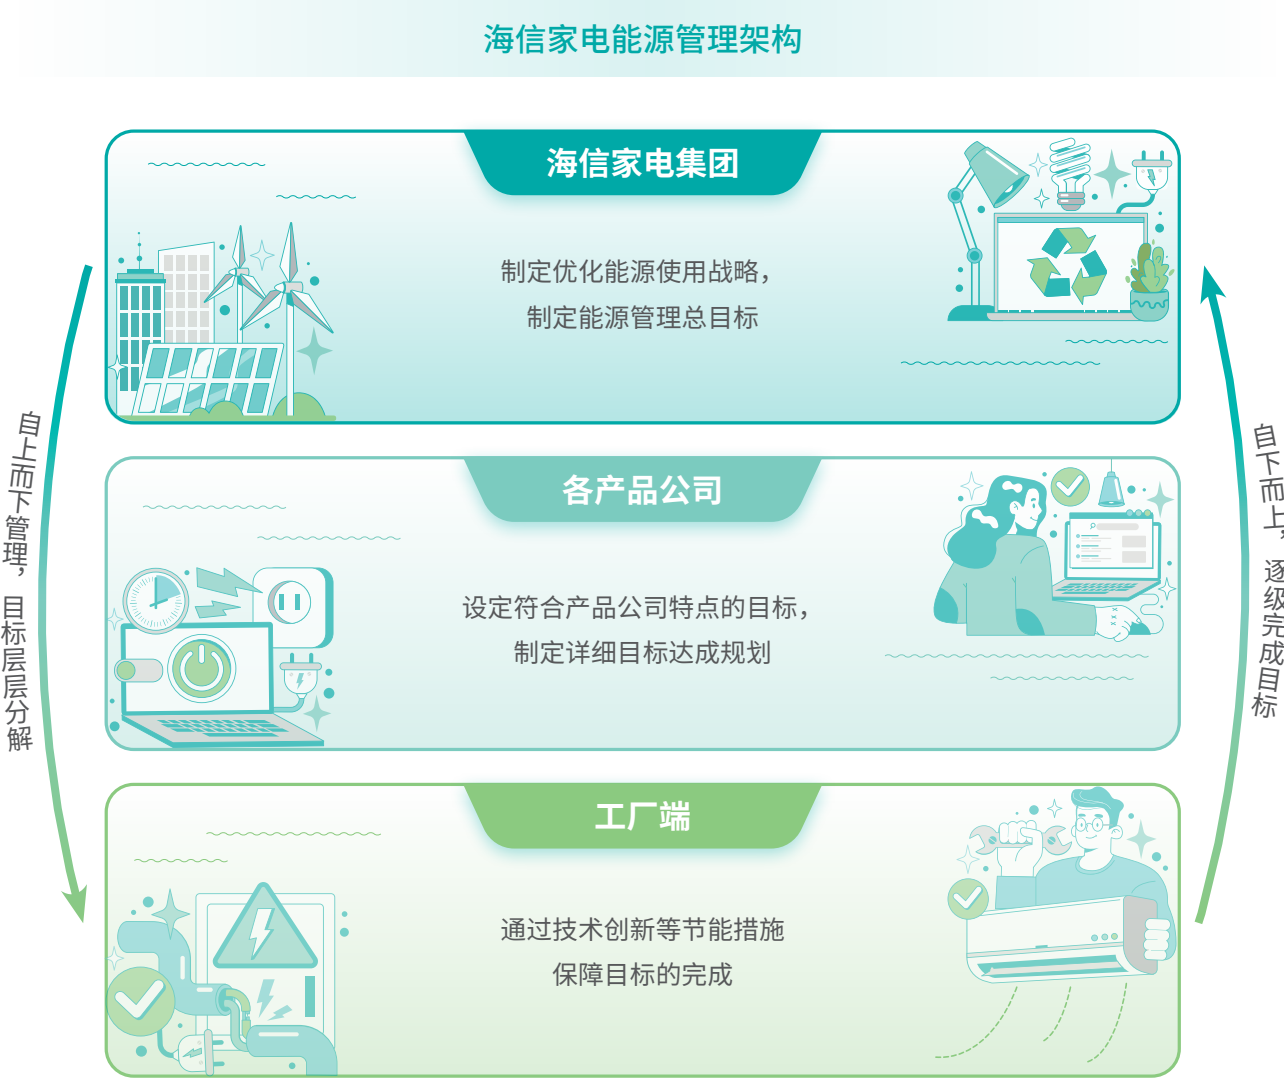 海信家电能源管理架构
海信家电集团
制定优化能源使用战略，
制定能源管理总目标
自上而下管理，目标层层分解
自下而上，逐级完成目标
各产品公司
设定符合产品公司特点的目标，
制定详细目标达成规划
工厂端
通过技术创新等节能措施
保障目标的完成